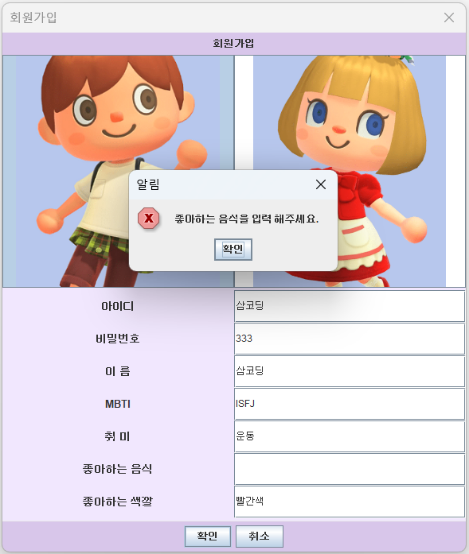 회원가입
회원가입
알림
좋아하는 음식을 입력 해주세요.
확인
아이디 삼코딩
비밀번호 333
이 름 삼코딩
MBTI ISFJ
취 미 운동
좋아하는 음식
좋아하는 색깔 빨간색
확인 취소